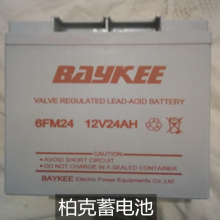 BAYKEE
VALVE REGULATED LEAD-ACID BATTERY
6FM24 12V24AH
AVOID SHORT CIRCUIT
DO NOT CHARGE IN A SEALED CONTAINER
BAYKEE Electric Power Equipments Co.,Ltd
柏克蓄电池